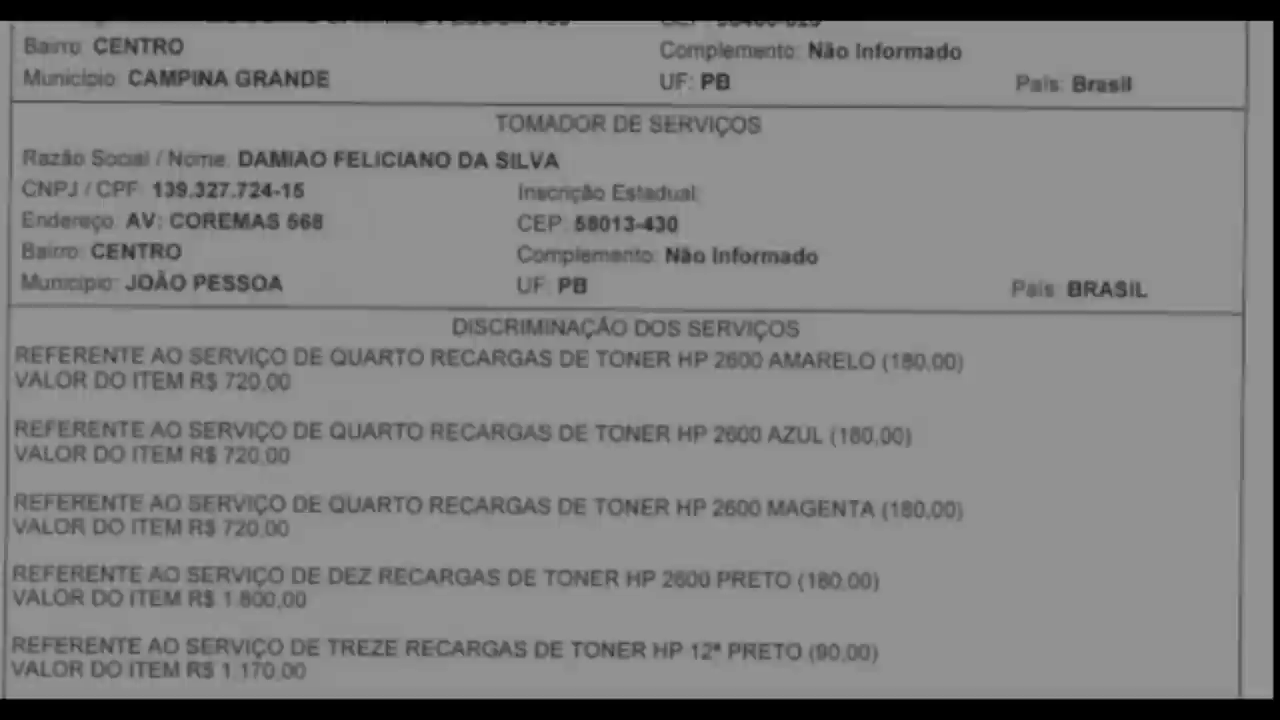 Bairro: CENTRO Complemento: Não Informado
Município: CAMPINA GRANDE UF: PB País: Brasil
TOMADOR DE SERVIÇOS
Razão Social / Nome: DAMIAO FELICIANO DA SILVA
CNPJ / CPF: 139.327.724-15 Inscrição Estadual:
Endereço: AV: COREMAS 568 CEP: 58013-430
Bairro: CENTRO Complemento: Não Informado
Município: JOÃO PESSOA UF: PB País: BRASIL
DISCRIMINAÇÃO DOS SERVIÇOS
REFERENTE AO SERVIÇO DE QUARTO RECARGAS DE TONER HP 2600 AMARELO (180,00)
VALOR DO ITEM R$ 720,00
REFERENTE AO SERVIÇO DE QUARTO RECARGAS DE TONER HP 2600 AZUL (180,00)
VALOR DO ITEM R$ 720,00
REFERENTE AO SERVIÇO DE QUARTO RECARGAS DE TONER HP 2600 MAGENTA (180,00)
VALOR DO ITEM R$ 720,00
REFERENTE AO SERVIÇO DE DEZ RECARGAS DE TONER HP 2600 PRETO (180,00)
VALOR DO ITEM R$ 1.800,00
REFERENTE AO SERVIÇO DE TREZE RECARGAS DE TONER HP 12ª PRETO (90,00)
VALOR DO ITEM R$ 1.170,00